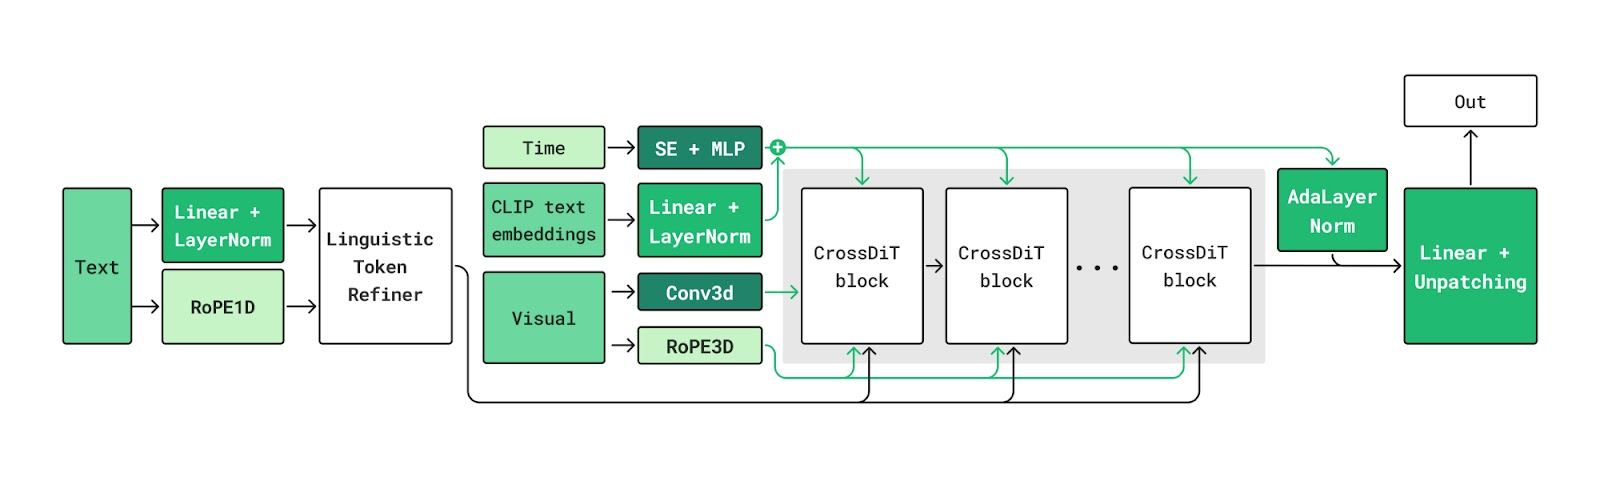 Text
Linear +
LayerNorm
RoPE1D
Linguistic
Token
Refiner
Time
SE + MLP
CLIP text
embeddings
Linear +
LayerNorm
Visual
Conv3d
RoPE3D
CrossDiT
block
CrossDiT
block
...
CrossDiT
block
AdaLayer
Norm
Linear +
Unpatching
Out